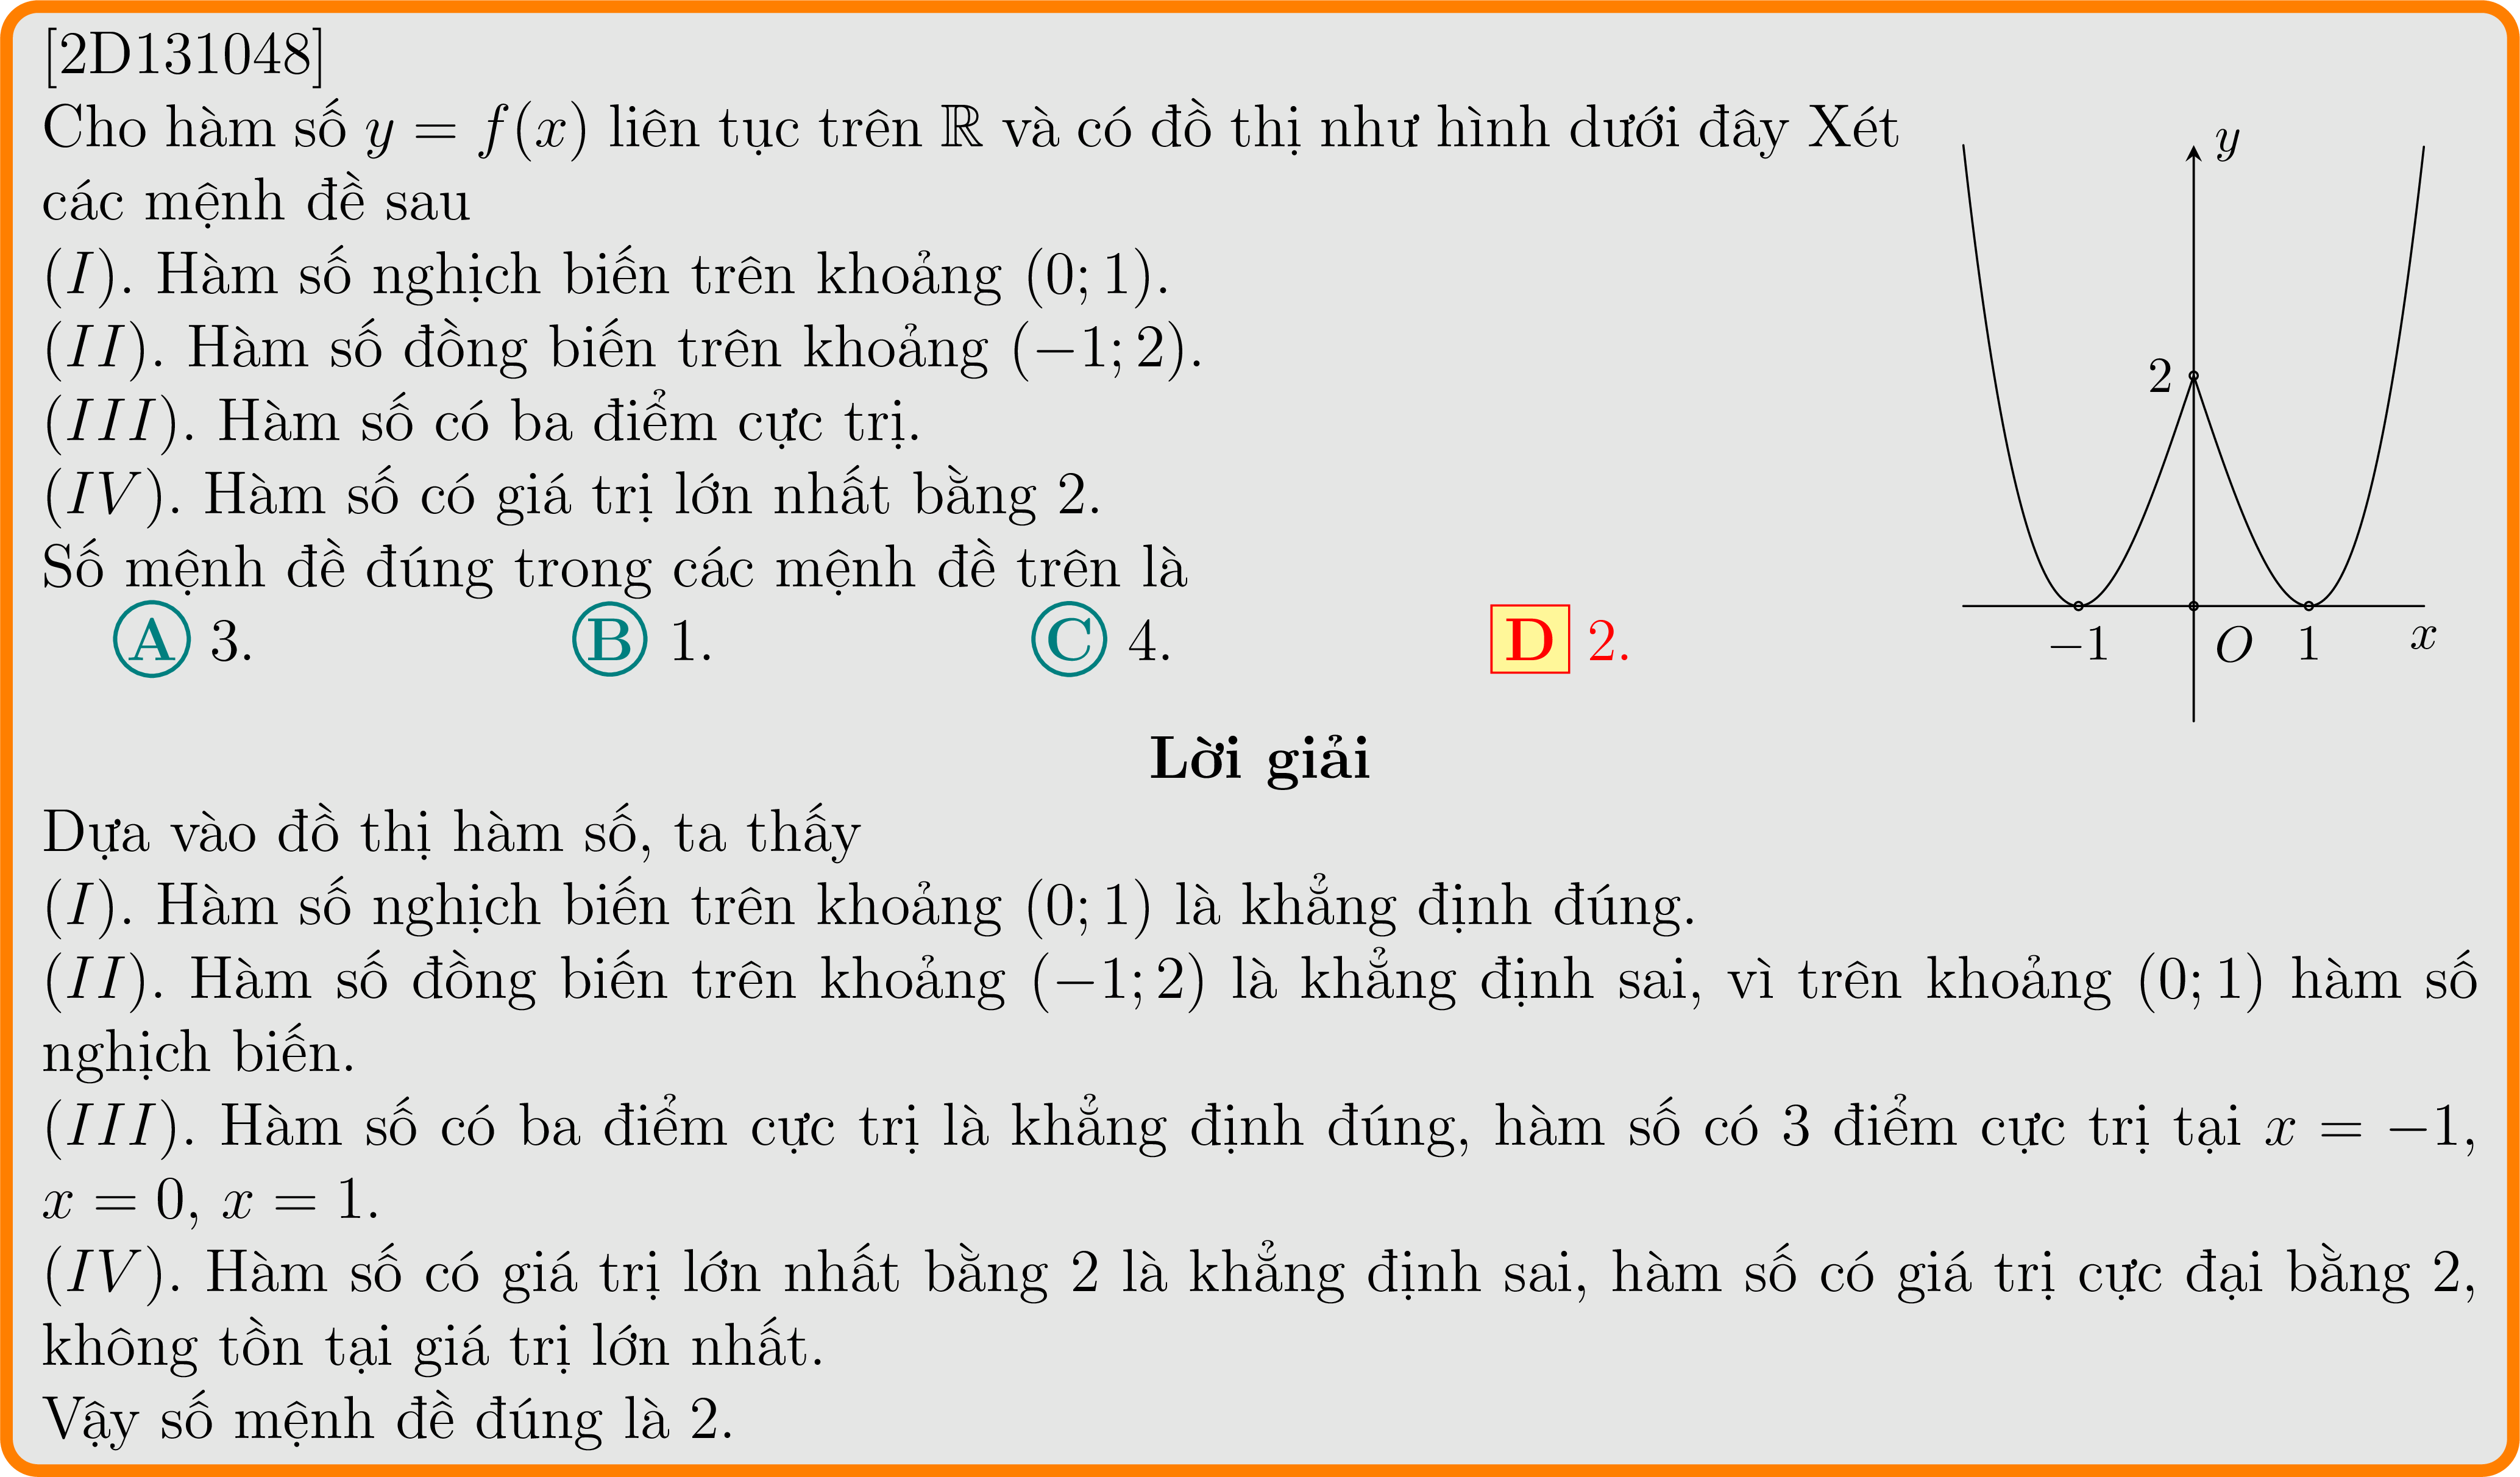 [2D131048]
Cho hàm số y = f(x) liên tục trên ℝ và có đồ thị như hình dưới đây Xét
các mệnh đề sau
(I). Hàm số nghịch biến trên khoảng (0; 1).
(II). Hàm số đồng biến trên khoảng (−1; 2).
(III). Hàm số có ba điểm cực trị.
(IV). Hàm số có giá trị lớn nhất bằng 2.
Số mệnh đề đúng trong các mệnh đề trên là
A 3. B 1. C 4. D 2.
y
2
−1 O 1 x
Lời giải
Dựa vào đồ thị hàm số, ta thấy
(I). Hàm số nghịch biến trên khoảng (0; 1) là khẳng định đúng.
(II). Hàm số đồng biến trên khoảng (−1; 2) là khẳng định sai, vì trên khoảng (0; 1) hàm số
nghịch biến.
(III). Hàm số có ba điểm cực trị là khẳng định đúng, hàm số có 3 điểm cực trị tại x = −1,
x = 0, x = 1.
(IV). Hàm số có giá trị lớn nhất bằng 2 là khẳng định sai, hàm số có giá trị cực đại bằng 2,
không tồn tại giá trị lớn nhất.
Vậy số mệnh đề đúng là 2.